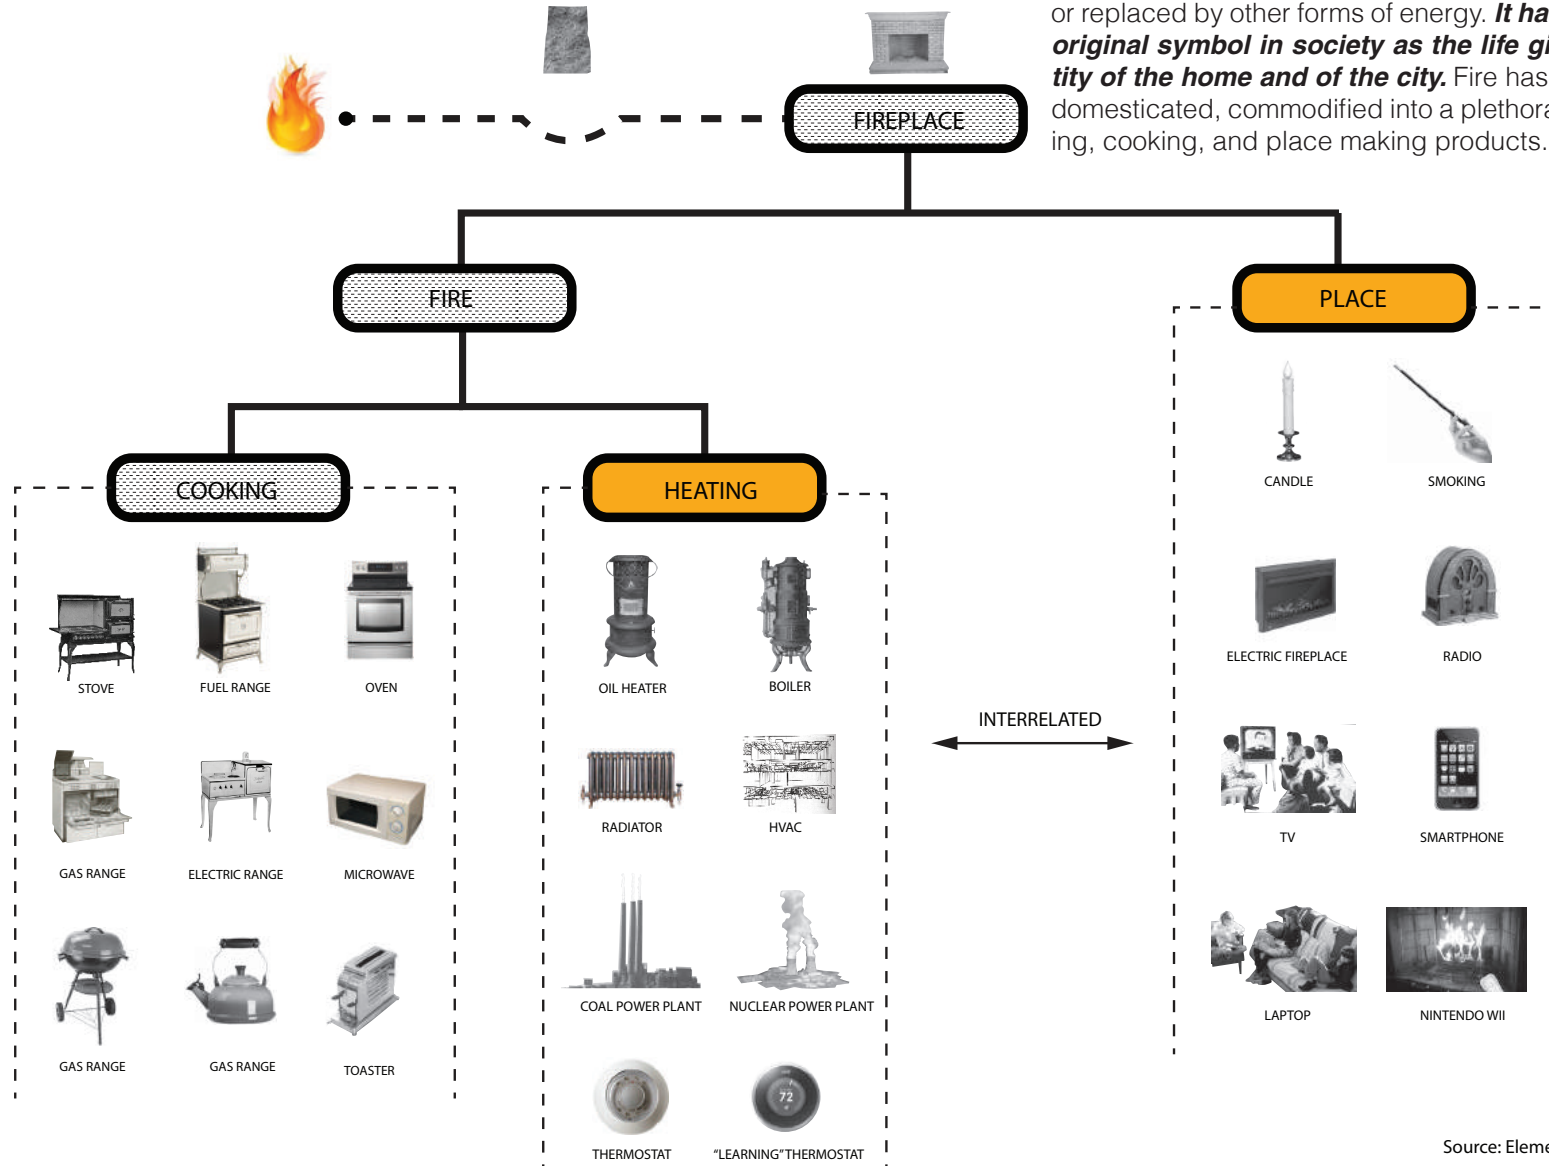 or replaced by other forms of energy. It ha
original symbol in society as the life gi
tity of the home and of the city. Fire has
domesticated, commodified into a plethora
ing, cooking, and place making products.
FIREPLACE
FIRE
PLACE
COOKING
HEATING
CANDLE
SMOKING
STOVE
FUEL RANGE
OVEN
OIL HEATER
BOILER
ELECTRIC FIREPLACE
RADIO
INTERRELATED
GAS RANGE
ELECTRIC RANGE
MICROWAVE
RADIATOR
HVAC
TV
SMARTPHONE
COAL POWER PLANT
NUCLEAR POWER PLANT
LAPTOP
NINTENDO WII
GAS RANGE
GAS RANGE
TOASTER
72
THERMOSTAT
"LEARNING" THERMOSTAT
Source: Eleme